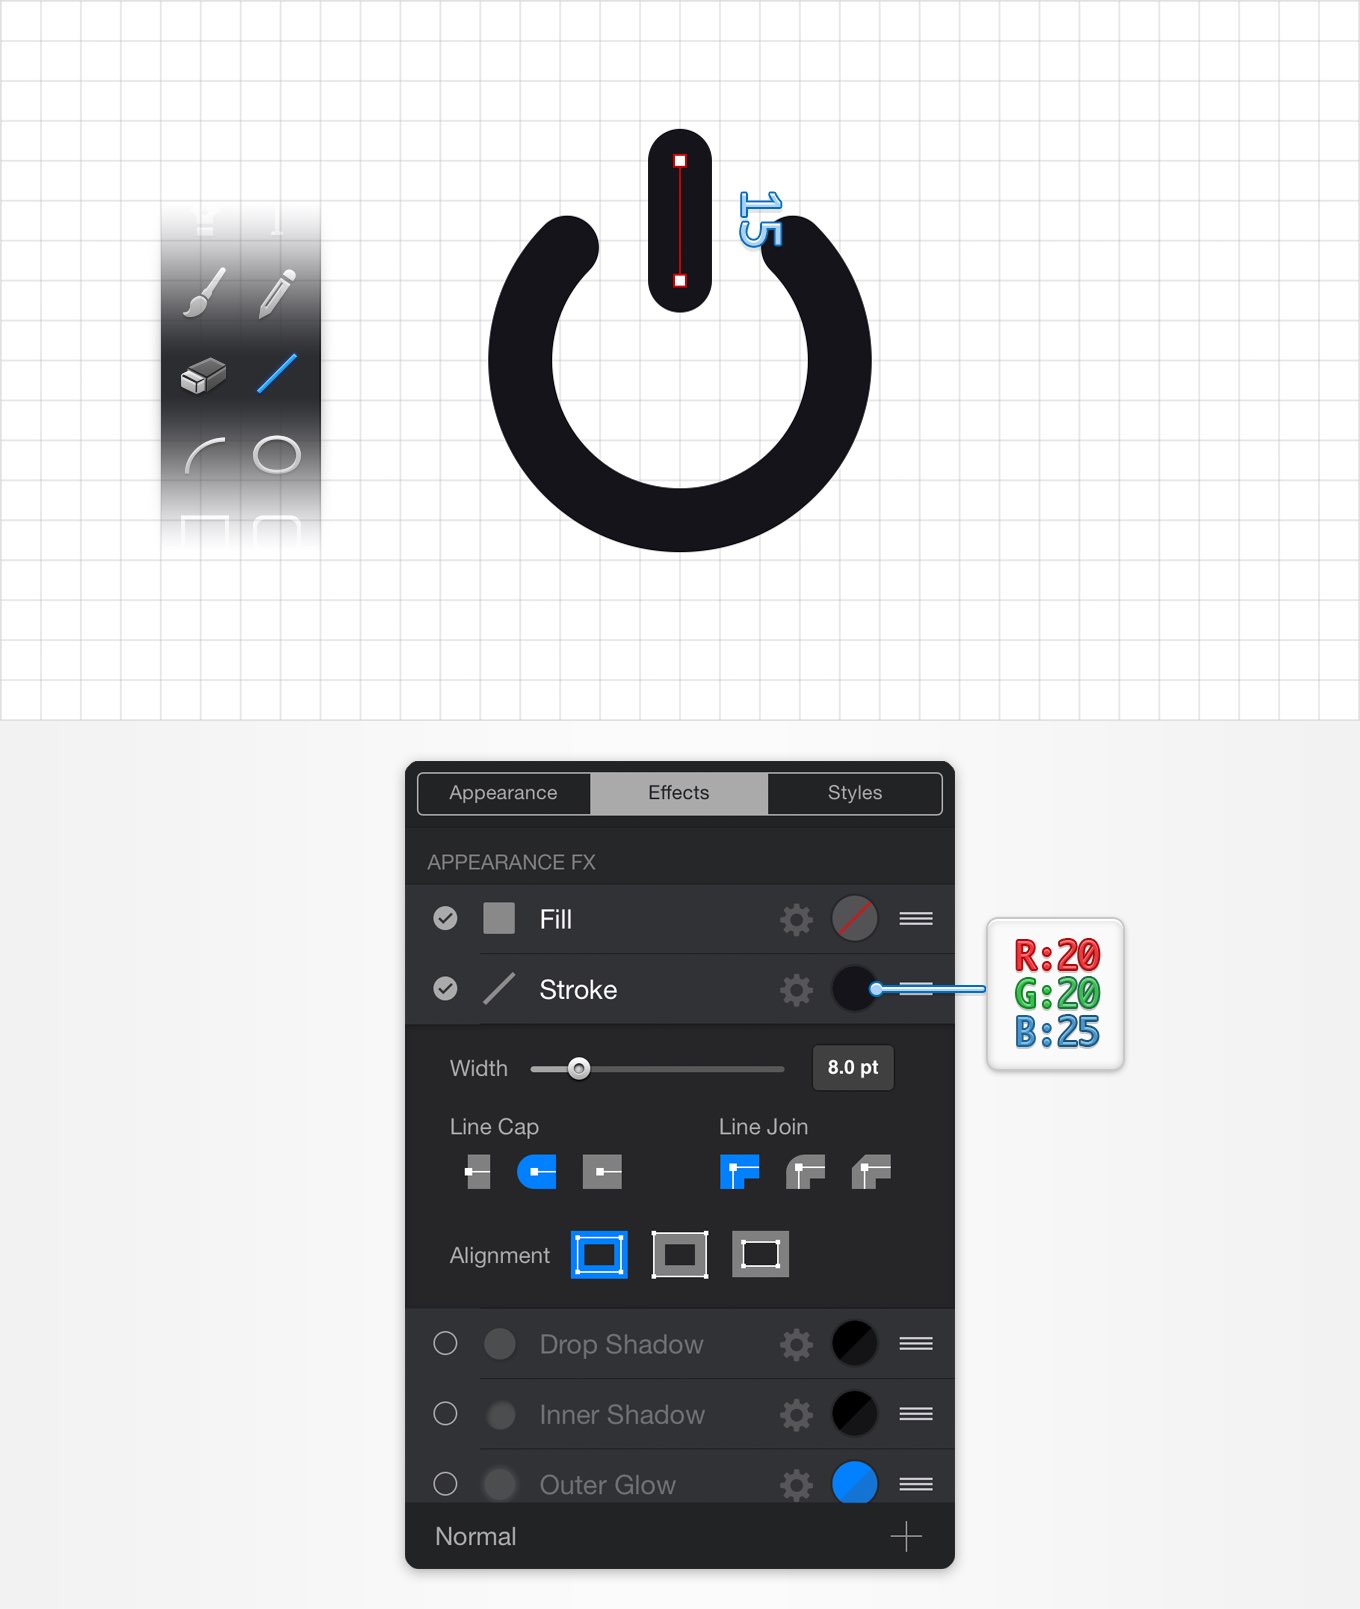 15
Appearance
Effects
Styles
APPEARANCE FX
Fill
Stroke
R:20
G:20
B:25
Width
8.0 pt
Line Cap
Line Join
Alignment
Drop Shadow
Inner Shadow
Outer Glow
Normal